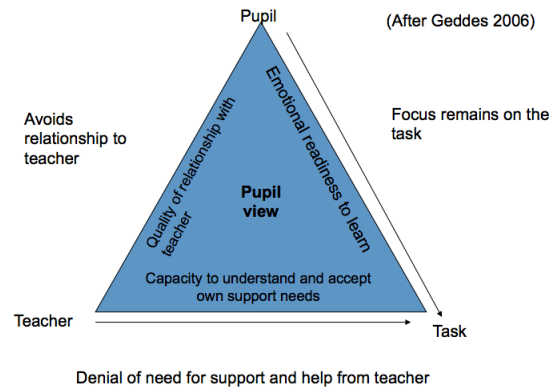 Pupil
(After Geddes 2006)
Avoids
relationship to
teacher
Quality of relationship with
teacher
Emotional readiness to learn
Focus remains on the
task
Pupil
view
Capacity to understand and accept
own support needs
Teacher
Task
Denial of need for support and help from teacher